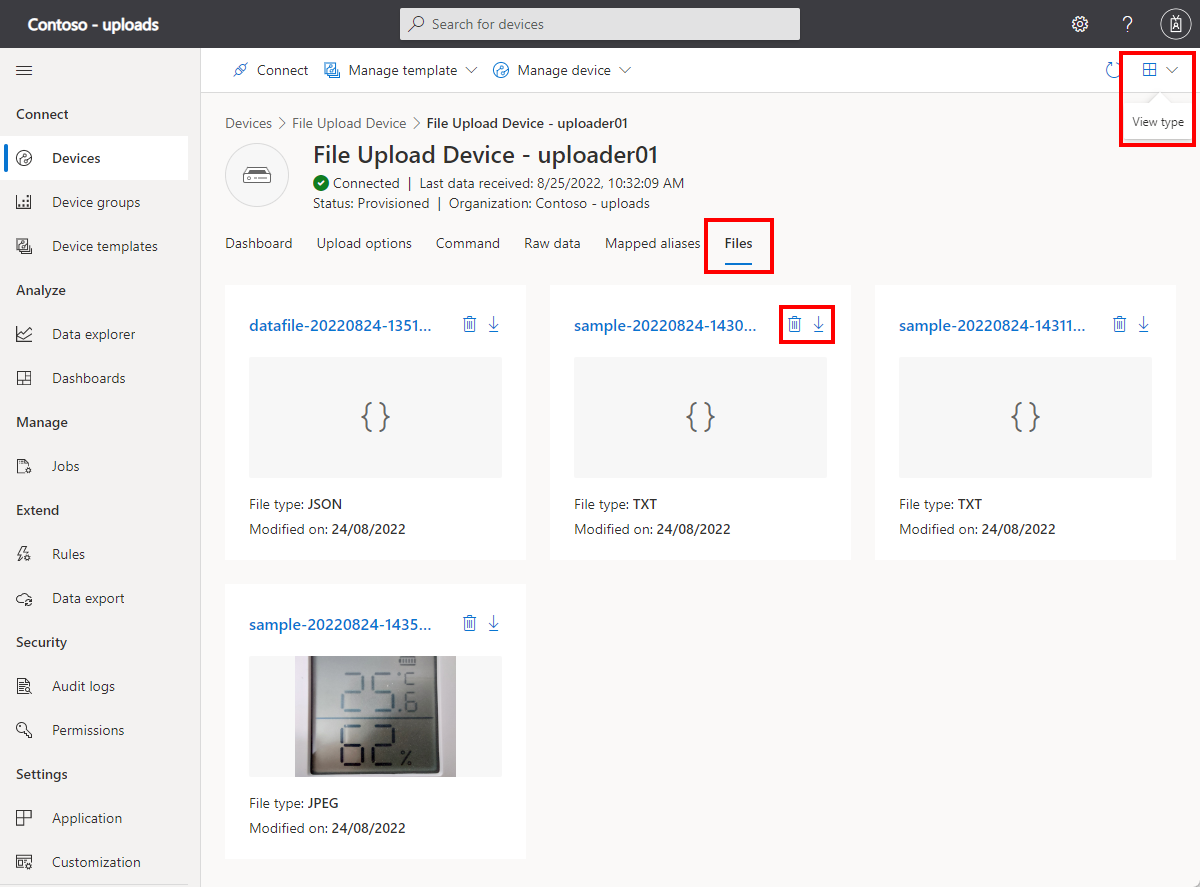 Contoso - uploads
Search for devices
?
Connect
Manage template
Manage device
View type
Connect
Devices
Device groups
Device templates
Analyze
Data explorer
Dashboards
Manage
Jobs
Extend
Rules
Data export
Security
Audit logs
Permissions
Settings
Application
Customization
Devices > File Upload Device > File Upload Device - uploader01
File Upload Device - uploader01
Connected | Last data received: 8/25/2022, 10:32:09 AM
Status: Provisioned | Organization: Contoso - uploads
Dashboard Upload options Command Raw data Mapped aliases Files
datafile-20220824-1351...
{}
File type: JSON
Modified on: 24/08/2022
sample-20220824-1430...
{}
File type: TXT
Modified on: 24/08/2022
sample-20220824-14311...
{}
File type: TXT
Modified on: 24/08/2022
sample-20220824-1435...
25.6 °C
62%
File type: JPEG
Modified on: 24/08/2022